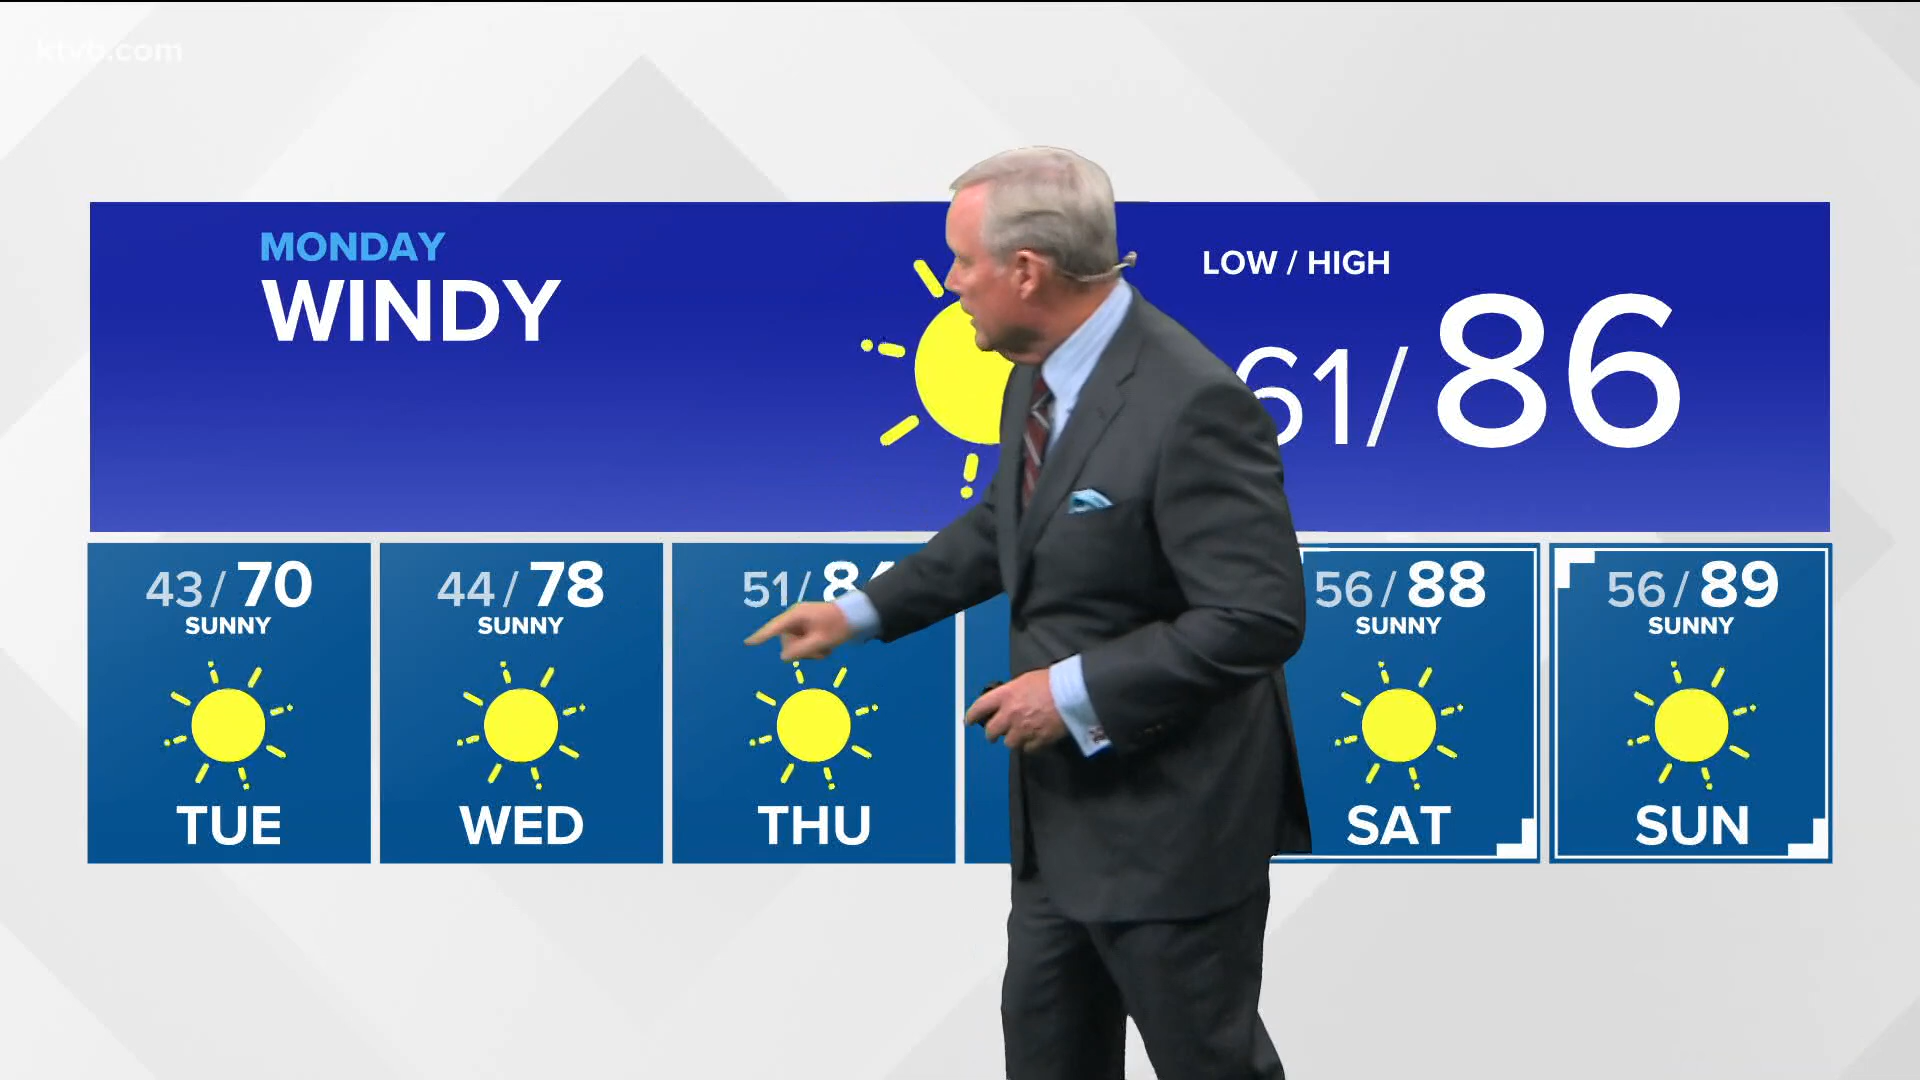 ktvb.com
MONDAY
WINDY
LOW / HIGH
61/86
43/70
SUNNY
TUE
44/78
SUNNY
WED
51/
THU
56/88
SUNNY
SAT
56/89
SUNNY
SUN